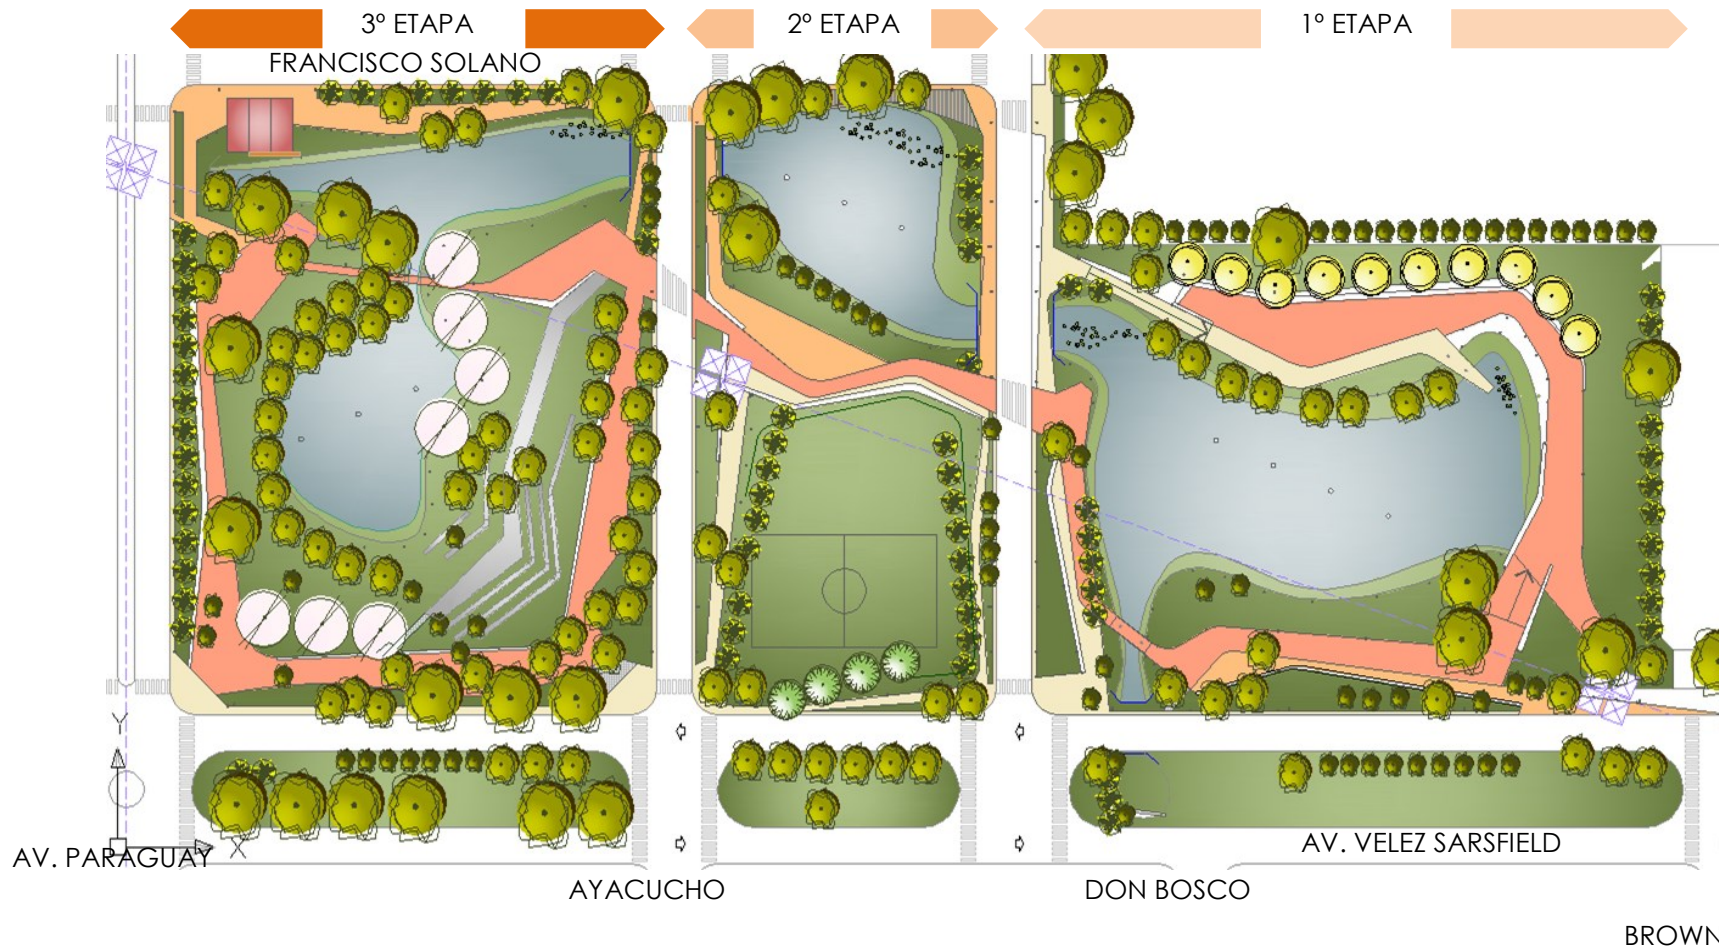 3º ETAPA
2º ETAPA
1º ETAPA
FRANCISCO SOLANO
Y
X
AV. PARAGUAY
AV. VELEZ SARSFIELD
AYACUCHO
DON BOSCO
BROWN